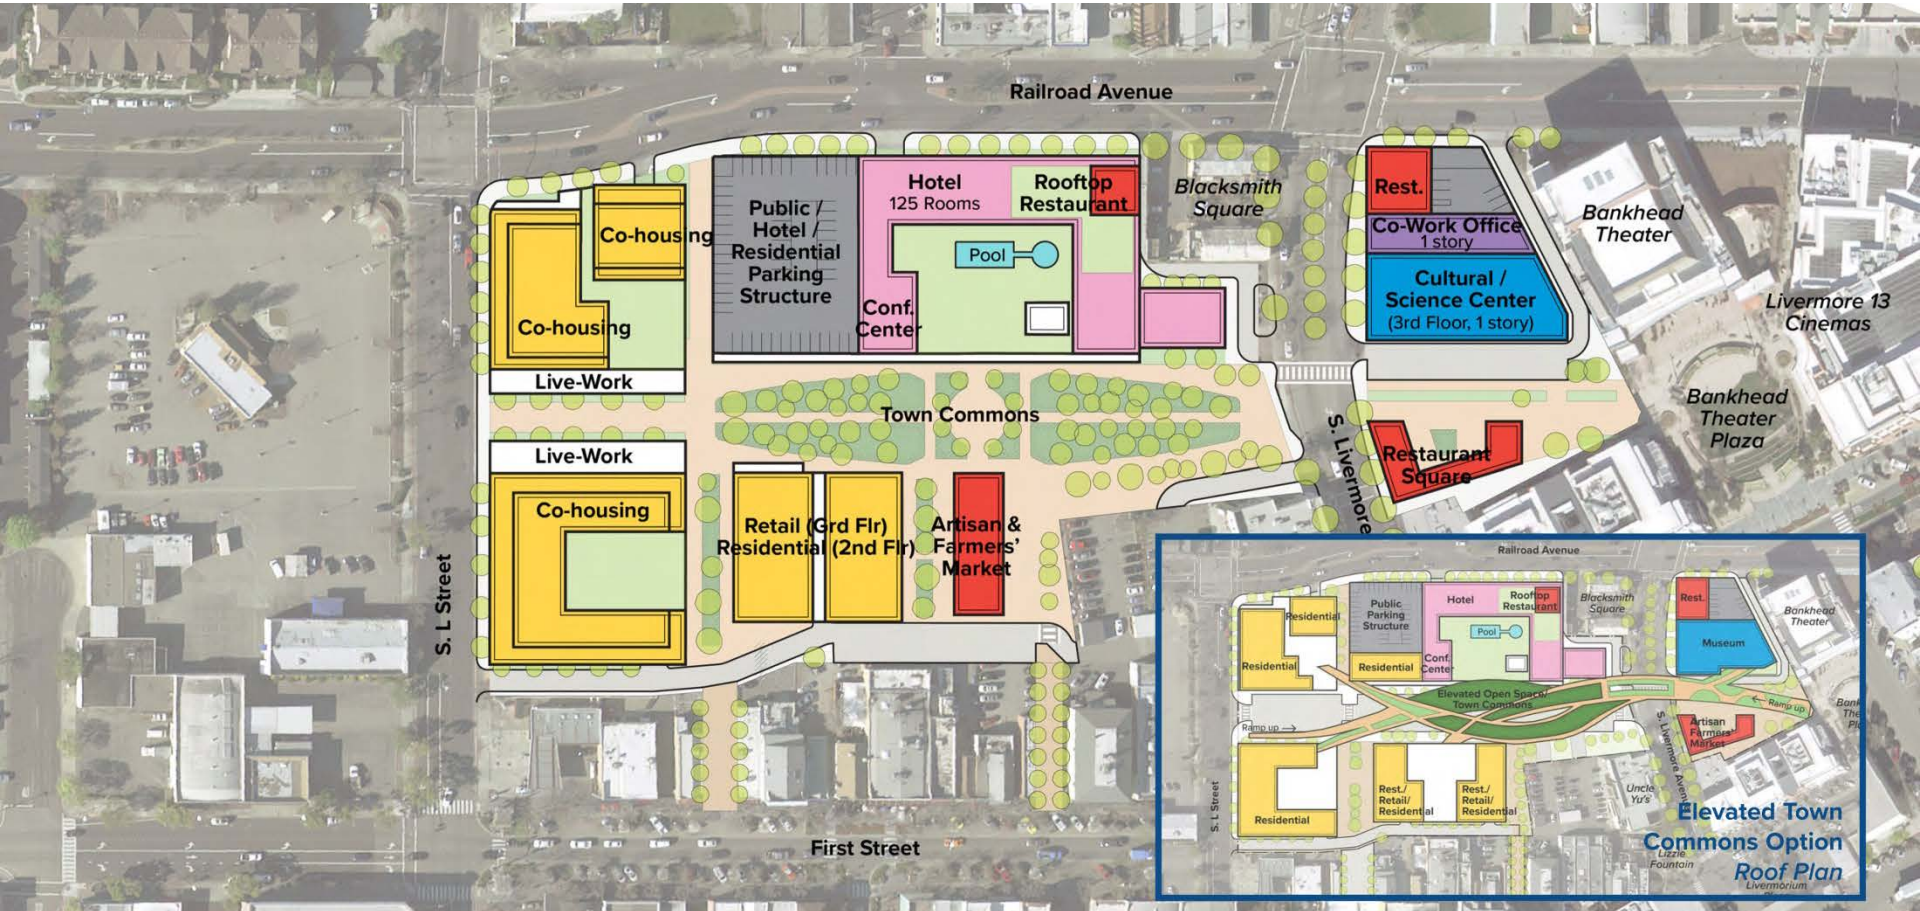 Railroad Avenue
Hotel
125 Rooms
Rooftop
Restaurant
Blacksmith
Square
Rest.
Bankhead
Theater
Public /
Hotel /
Residential
Parking
Structure
Co-housing
Co-Work Office
1 story
Pool
Cultural /
Science Center
(3rd Floor, 1 story)
Livermore 13
Cinemas
Conf.
Center
Co-housing
Live-Work
Town Commons
Bankhead
Theater
Plaza
Live-Work
S. Livermore
Restaurant
Square
Co-housing
Retail (Grd Flr)
Residential (2nd Flr)
Artisan &
Farmers'
Market
S. L Street
First Street
Railroad Avenue
Residential
Public
Parking
Structure
Hotel
Rooftop
Restaurant
Blacksmith
Square
Rest.
Bankhead
Theater
Pool
Museum
Residential
Residential
Conf.
Center
Elevated Open Space/
Town Commons
Ramp up
Ramp up
Artisan
Farmers'
Market
S. Livermore Avenue
S. L Street
Residential
Rest./
Retail/
Residential
Rest./
Retail/
Residential
Uncle
Yu's
Elevated Town
Commons Option
Roof Plan
Lizzie
Fountain
Livermorium